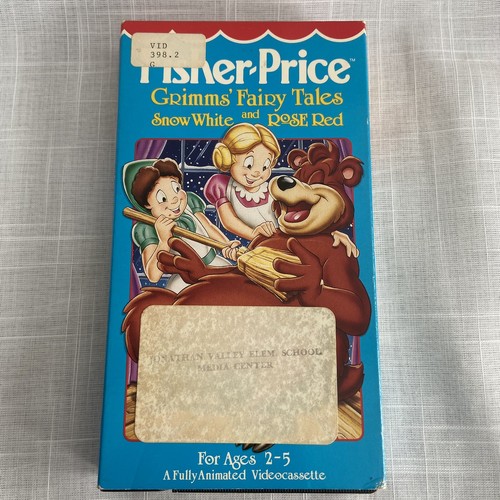 VID
398.2
G
Fisher-Price™
Grimms' Fairy Tales
Snow White and Rose Red
JONATHAN VALLEY ELEM. SCHOOL
MEDIA CENTER
For Ages 2-5
A Fully Animated Videocassette